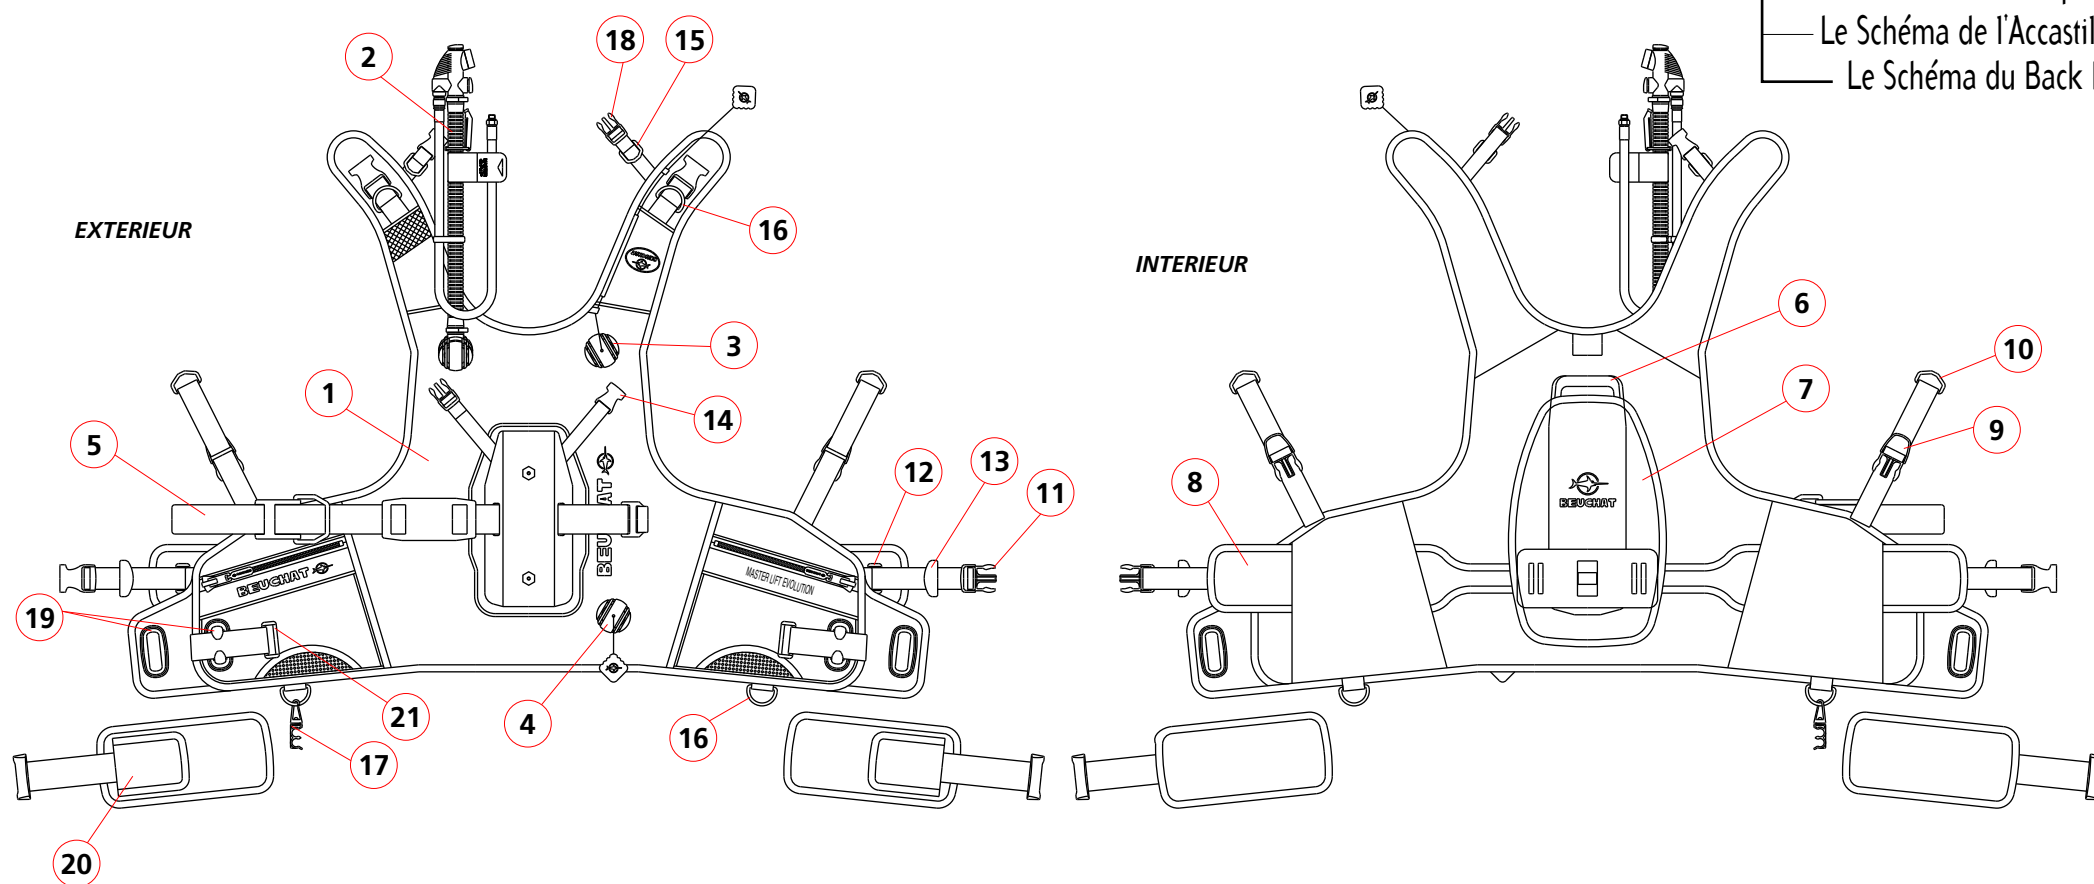 Le Schéma de l'Accastil
Le Schéma du Back
EXTERIEUR
INTERIEUR
2
18
15
16
3
1
14
5
12
13
11
19
4
21
16
17
20
6
7
10
9
8
BEUCHAT
BEUCHAT
MASTER LIFT EVOLUTION
BEUCHAT